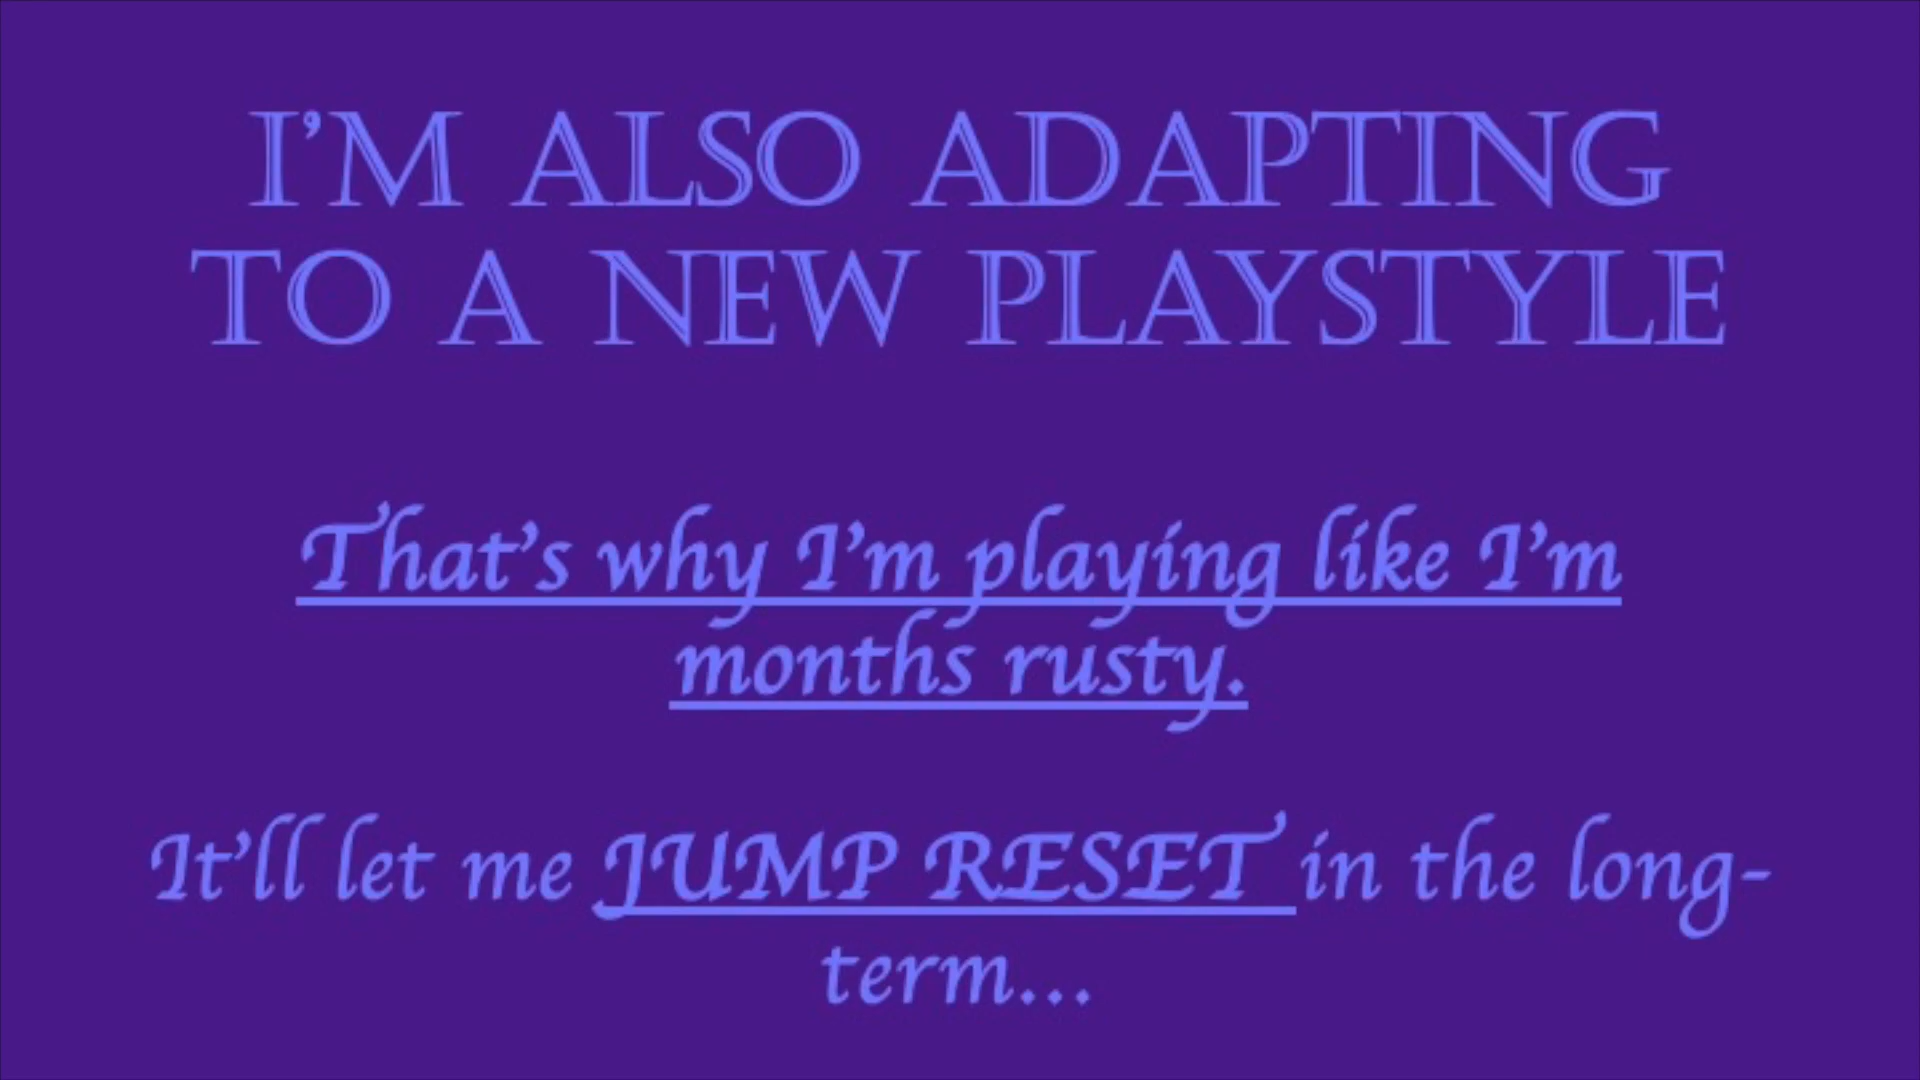 I’M ALSO ADAPTING
TO A NEW PLAYSTYLE
That’s why I’m playing like I’m
months rusty.
It’ll let me JUMP RESET in the long-
term...